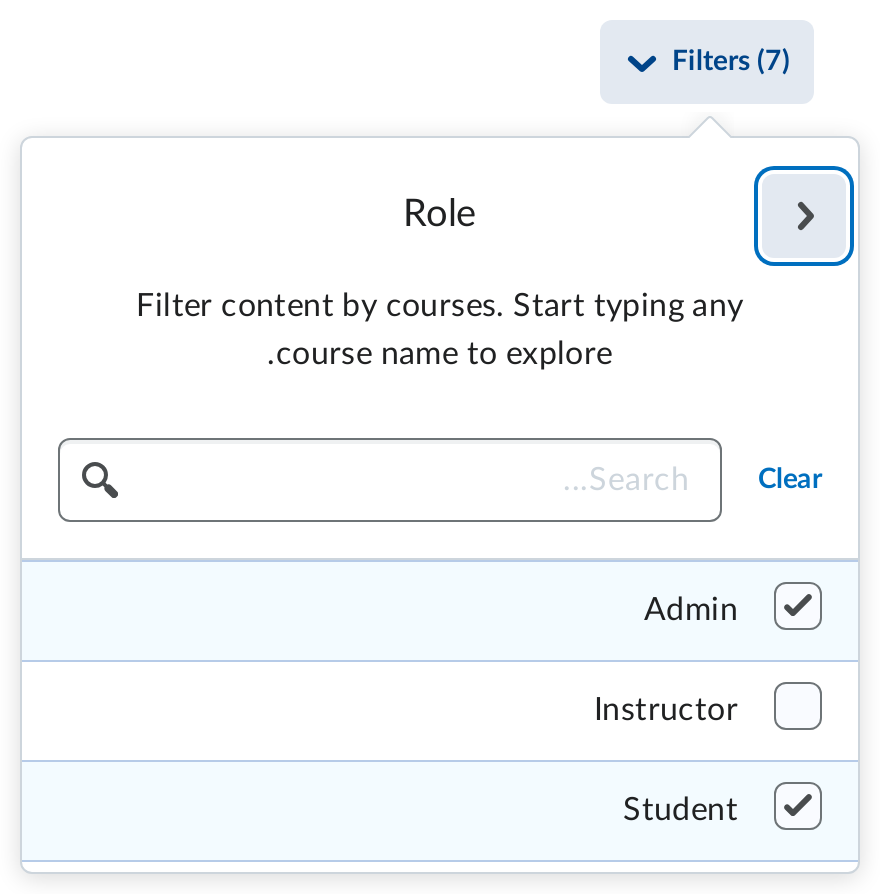 Filters (7)
Role
Filter content by courses. Start typing any
.course name to explore
...Search
Clear
Admin
Instructor
Student